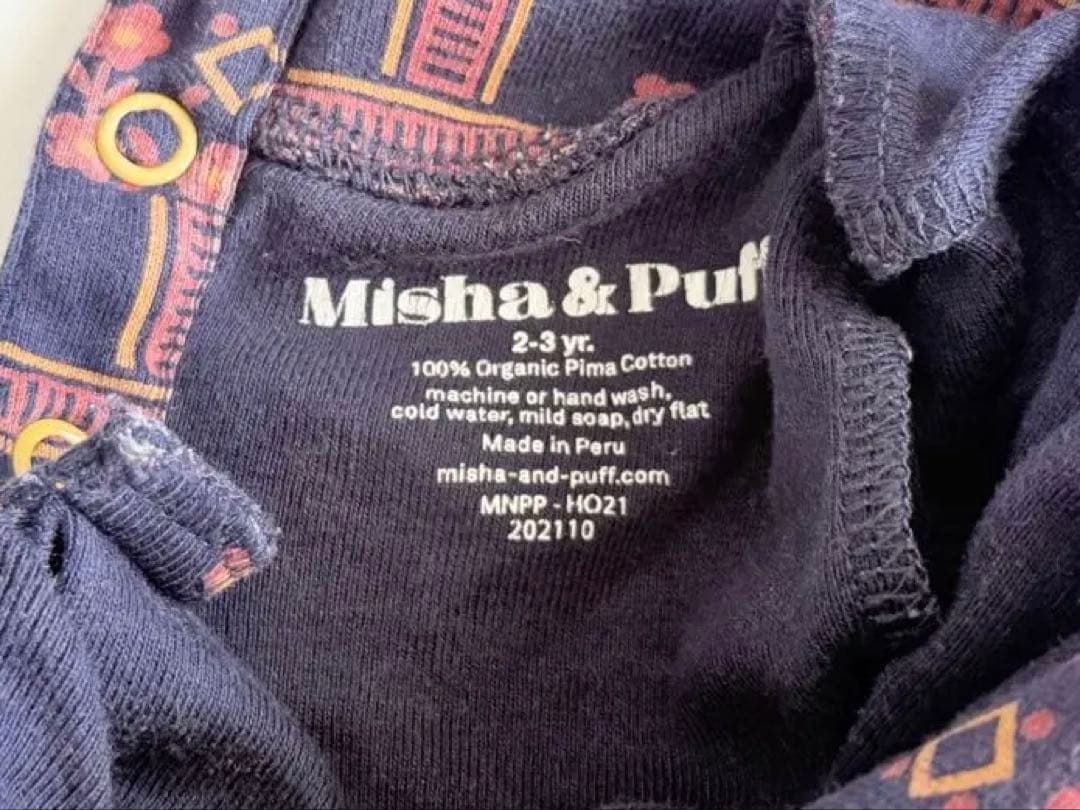 Misha & Puff
2-3 yr.
100% Organic Pima Cotton
machine or hand wash,
cold water, mild soap, dry flat
Made in Peru
misha-and-puff.com
MNPP - HO21
202110